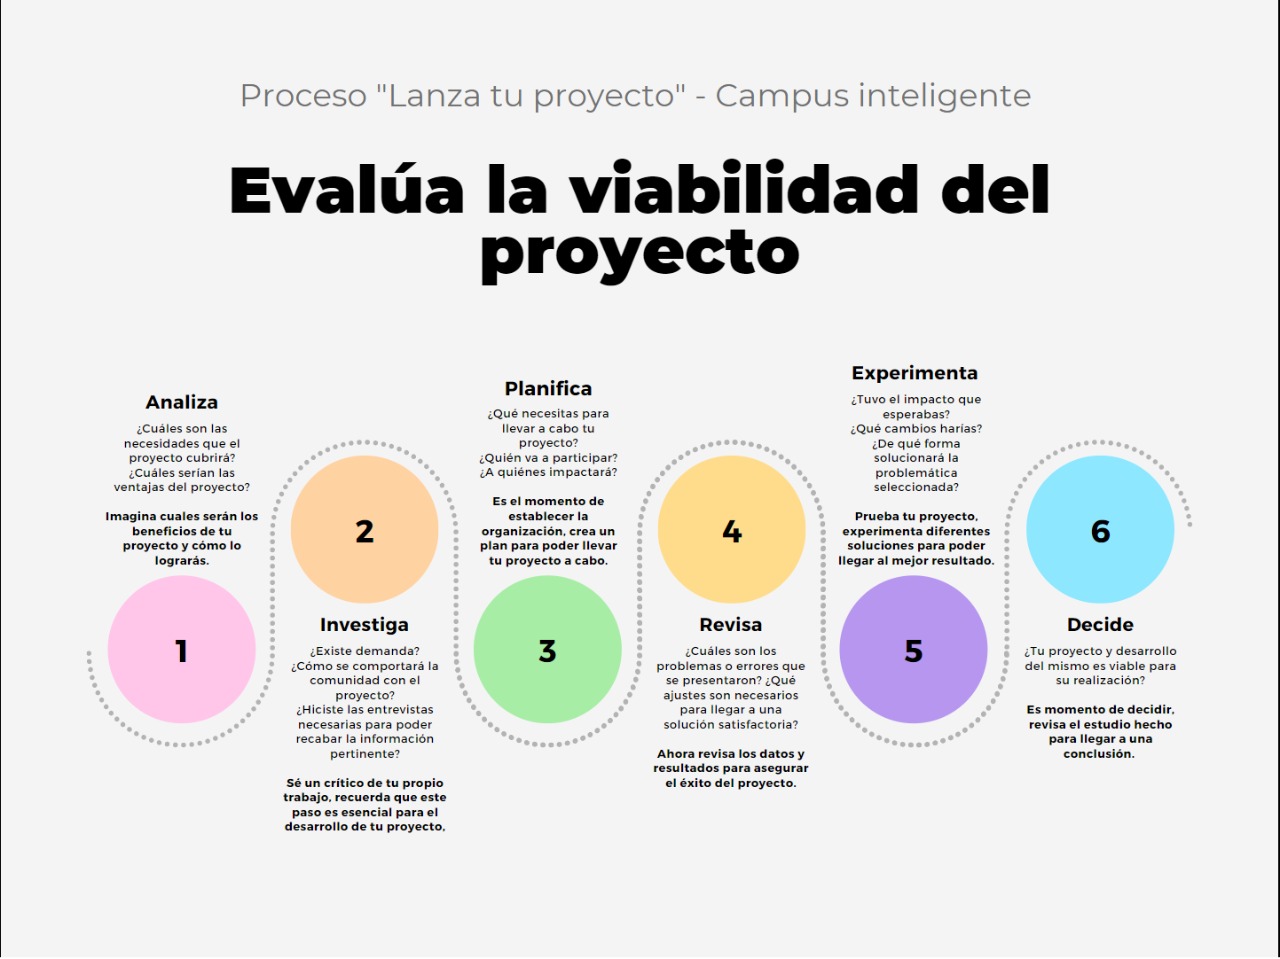 Proceso "Lanza tu proyecto" - Campus inteligente
Evalúa la viabilidad del
proyecto
Analiza
¿Cuáles son las
necesidades que el
proyecto cubrirá?
¿Cuáles serían las
ventajas del proyecto?
Imagina cuales serán los
beneficios de tu
proyecto y cómo lo
lograrás.
1
2
Investiga
¿Existe demanda?
¿Cómo se comportará la
comunidad con el
proyecto?
¿Hiciste las entrevistas
necesarias para poder
recabar la información
pertinente?
Sé un crítico de tu propio
trabajo, recuerda que este
paso es esencial para el
desarrollo de tu proyecto,
Planifica
¿Qué necesitas para
llevar a cabo tu
proyecto?
¿Quién va a participar?
¿A quiénes impactará?
Es el momento de
establecer la
organización, crea un
plan para poder llevar
tu proyecto a cabo.
3
4
Revisa
¿Cuáles son los
problemas o errores que
se presentaron? ¿Qué
ajustes son necesarios
para llegar a una
solución satisfactoria?
Ahora revisa los datos y
resultados para asegurar
el éxito del proyecto.
Experimenta
¿Tuvo el impacto que
esperabas?
¿Qué cambios harías?
¿De qué forma
solucionará la
problemática
seleccionada?
Prueba tu proyecto,
experimenta diferentes
soluciones para poder
llegar al mejor resultado.
5
6
Decide
¿Tu proyecto y desarrollo
del mismo es viable para
su realización?
Es momento de decidir,
revisa el estudio hecho
para llegar a una
conclusión.